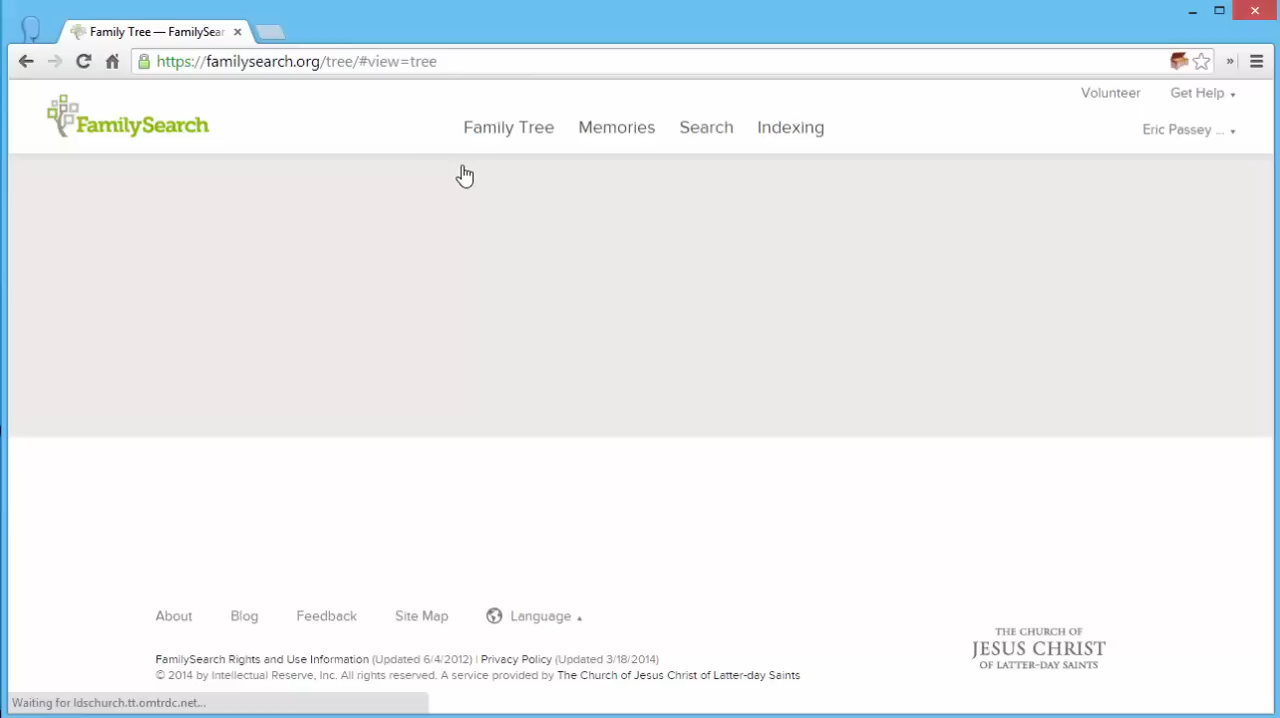 Family Tree — FamilySear
https://familysearch.org/tree/#view=tree
Volunteer Get Help
FamilySearch
Family Tree Memories Search Indexing
Eric Passey ...
About Blog Feedback Site Map Language
THE CHURCH OF
JESUS CHRIST
OF LATTER-DAY SAINTS
FamilySearch Rights and Use Information (Updated 6/4/2012) | Privacy Policy (Updated 3/18/2014)
© 2014 by Intellectual Reserve, Inc. All rights reserved. A service provided by The Church of Jesus Christ of Latter-day Saints
Waiting for ldschurch.tt.omtrdc.net...